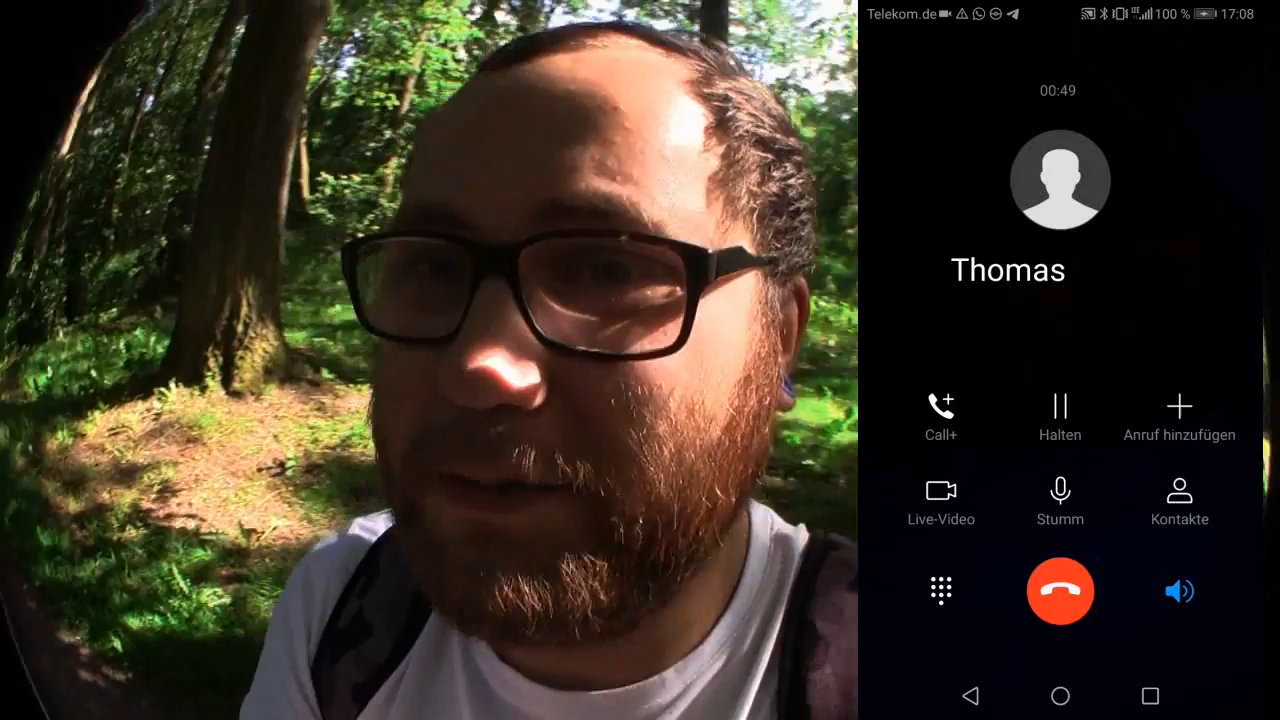 Telekom.de 100 % 17:08
00:49
Thomas
Call+ Halten Anruf hinzufügen
Live-Video Stumm Kontakte